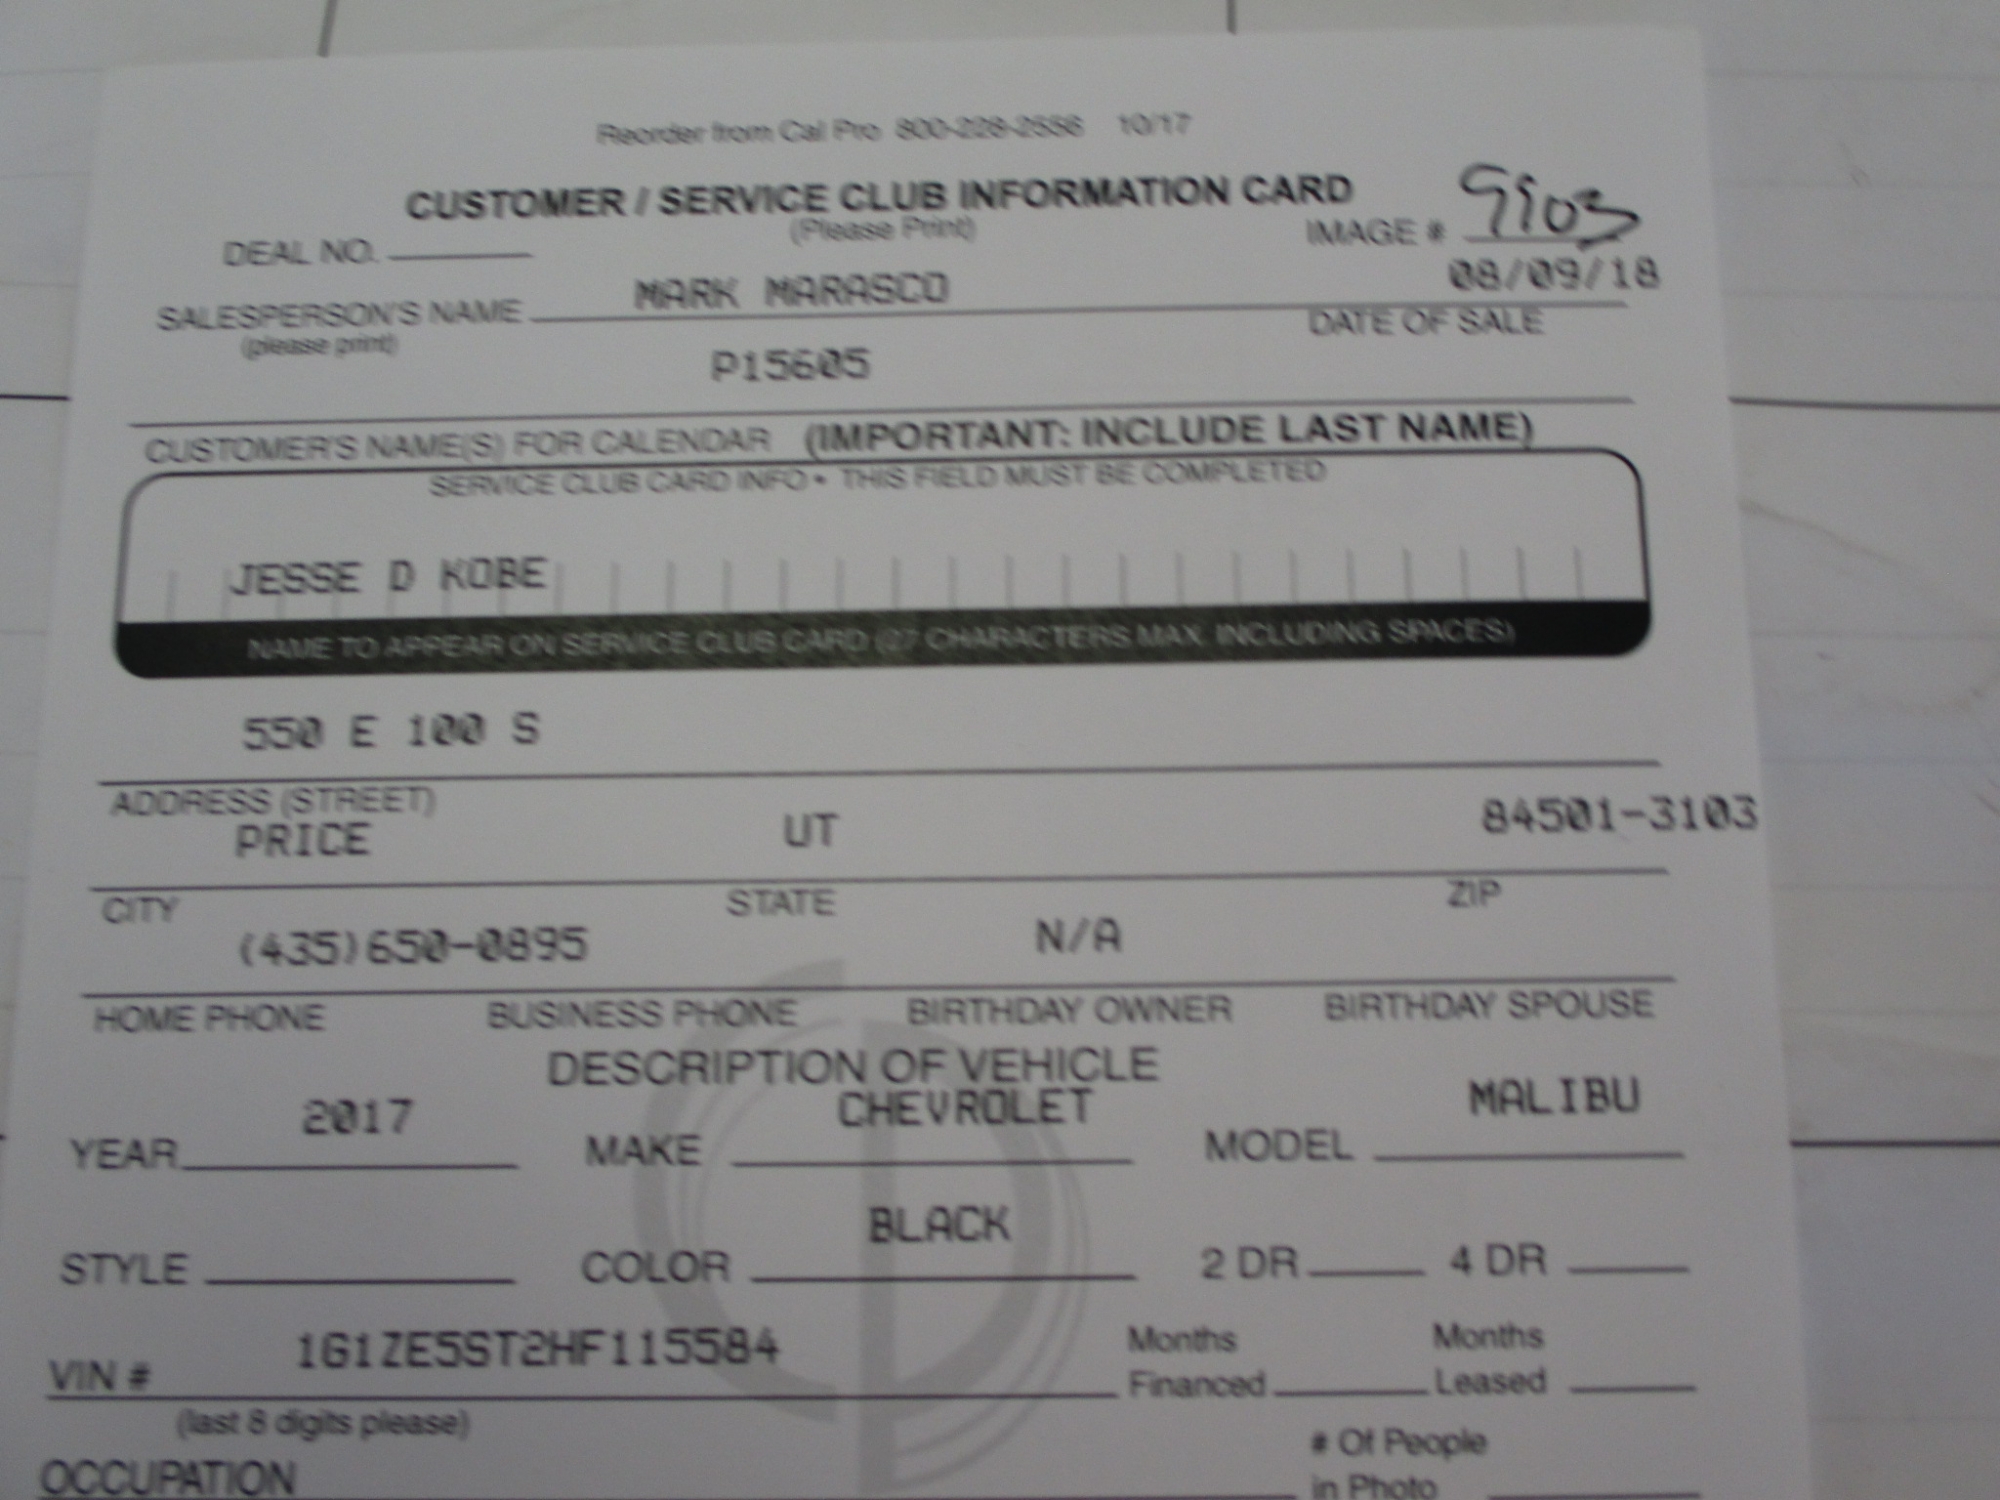 Reorder from Cal Pro 800-226-2556 10/17
CUSTOMER / SERVICE CLUB INFORMATION CARD
(Please Print)
DEAL NO.
IMAGE # 9103
08/09/18
SALESPERSON'S NAME MARK MARASCO
(please print)
DATE OF SALE
P15605
CUSTOMER'S NAME(S) FOR CALENDAR (IMPORTANT: INCLUDE LAST NAME)
SERVICE CLUB CARD INFO • THIS FIELD MUST BE COMPLETED
JESSE D KOBE
NAME TO APPEAR ON SERVICE CLUB CARD (27 CHARACTERS MAX. INCLUDING SPACES)
550 E 100 S
ADDRESS (STREET)
PRICE UT 84501-3103
CITY STATE ZIP
(435)650-0895 N/A
HOME PHONE BUSINESS PHONE BIRTHDAY OWNER BIRTHDAY SPOUSE
DESCRIPTION OF VEHICLE
YEAR 2017 MAKE CHEVROLET MODEL MALIBU
STYLE COLOR BLACK 2 DR 4 DR
VIN # 1G1ZE5ST2HF115584
(last 8 digits please)
Months Financed
Months Leased
OCCUPATION
# Of People
in Photo